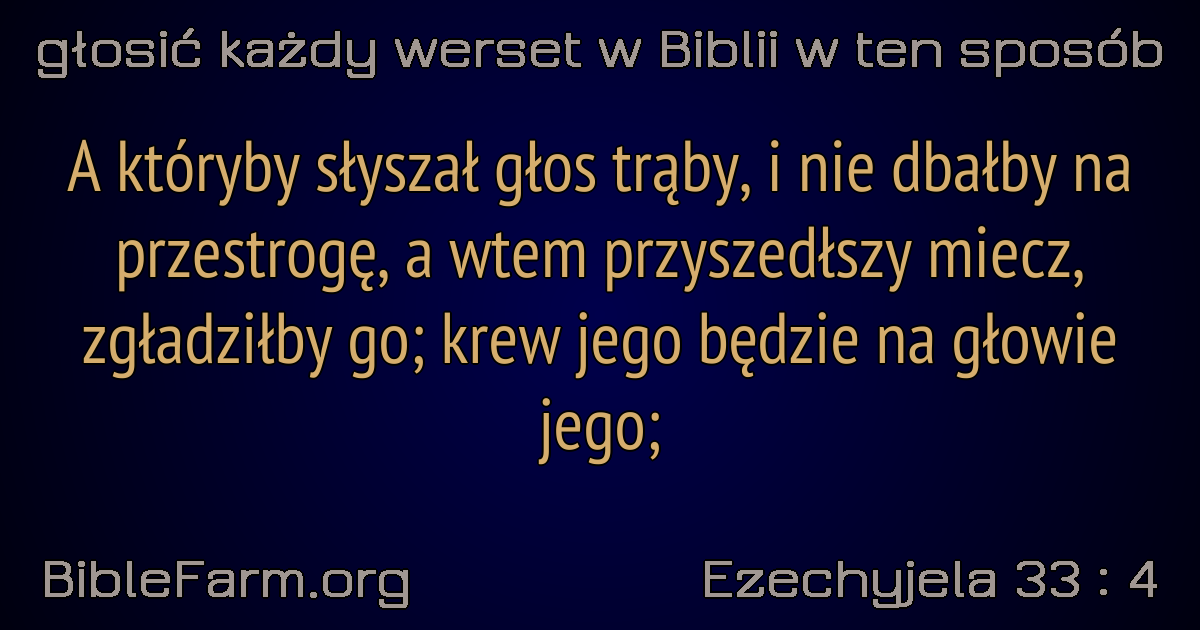 głosić każdy werset w Biblii w ten sposób
A któryby słyszał głos trąby, i nie dbałby na
przestrogę, a wtem przyszedłszy miecz,
zgładziłby go; krew jego będzie na głowie
jego;
BibleFarm.org
Ezechyjela 33 : 4